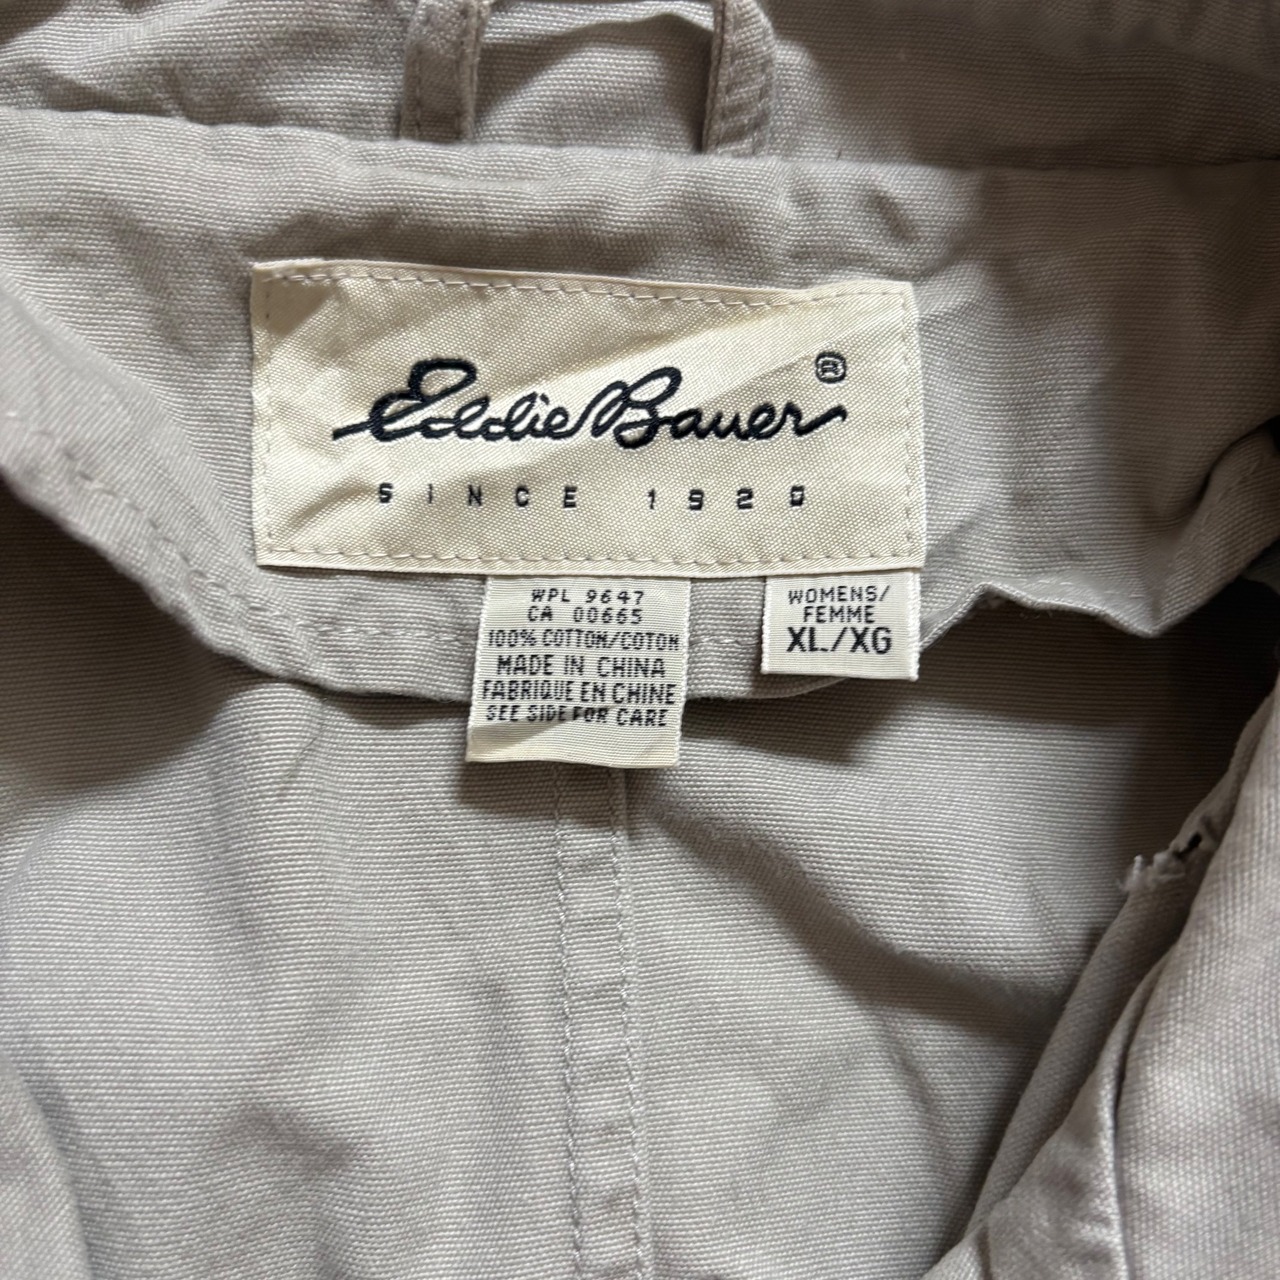 Eddie Bauer ®
SINCE 1920
WPL 9647
CA 00665
100% COTTON/COTON
MADE IN CHINA
FABRIQUE EN CHINE
SEE SIDE FOR CARE
WOMENS/
FEMME
XL/XG